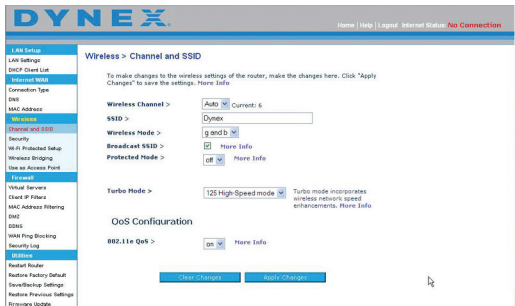 DYNEX
Home | Help | Logout Internet Status: No Connection
LAN Setup
LAN Settings
DHCP Client List
Internet WAN
Connection Type
DNS
MAC Address
Wireless
Channel and SSID
Security
Wi-Fi Protected Setup
Wireless Bridging
Use as Access Point
Firewall
Virtual Servers
Client IP Filters
MAC Address Filtering
DMZ
DDNS
WAN Ping Blocking
Security Log
Utilities
Restart Router
Restore Factory Default
Save/Backup Settings
Restore Previous Settings
Firmware Update
Wireless > Channel and SSID
To make changes to the wireless settings of the router, make the changes here. Click "Apply
Changes" to save the settings. More Info
Wireless Channel > Auto Current: 6
SSID > Dynex
Wireless Mode > g and b
Broadcast SSID > More Info
Protected Mode > off More Info
Turbo Mode > 125 High-Speed mode Turbo mode incorporates
wireless network speed
enhancements. More Info
QoS Configuration
802.11e QoS > on More Info
Clear Changes Apply Changes